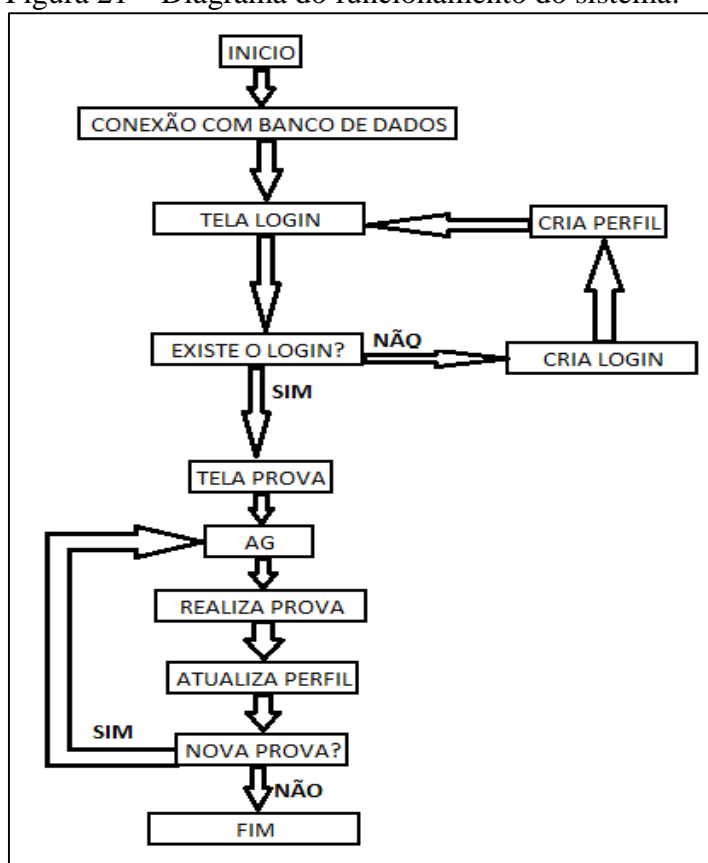 Figura 21 – Diagrama do funcionamento do sistema.
INICIO
CONEXÃO COM BANCO DE DADOS
TELA LOGIN
CRIA PERFIL
EXISTE O LOGIN?
NÃO
CRIA LOGIN
SIM
TELA PROVA
AG
REALIZA PROVA
ATUALIZA PERFIL
SIM
NOVA PROVA?
NÃO
FIM